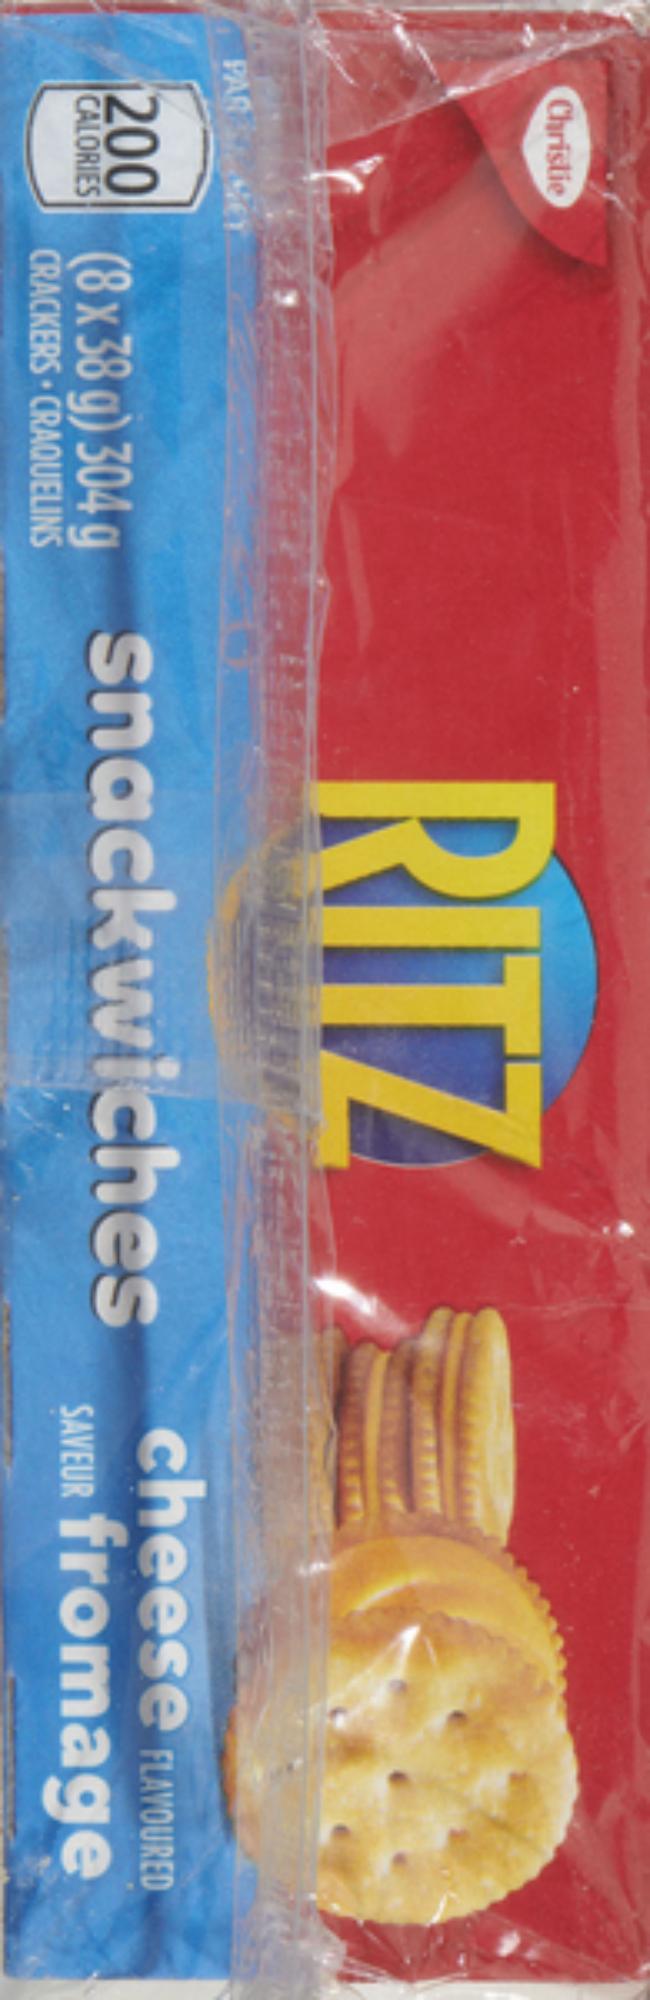 Christie
RITZ
200
CALORIES
(8 x 38 g) 304 g
CRACKERS • CRAQUELINS
snackwiches
cheese FLAVOURED
SAVEUR fromage